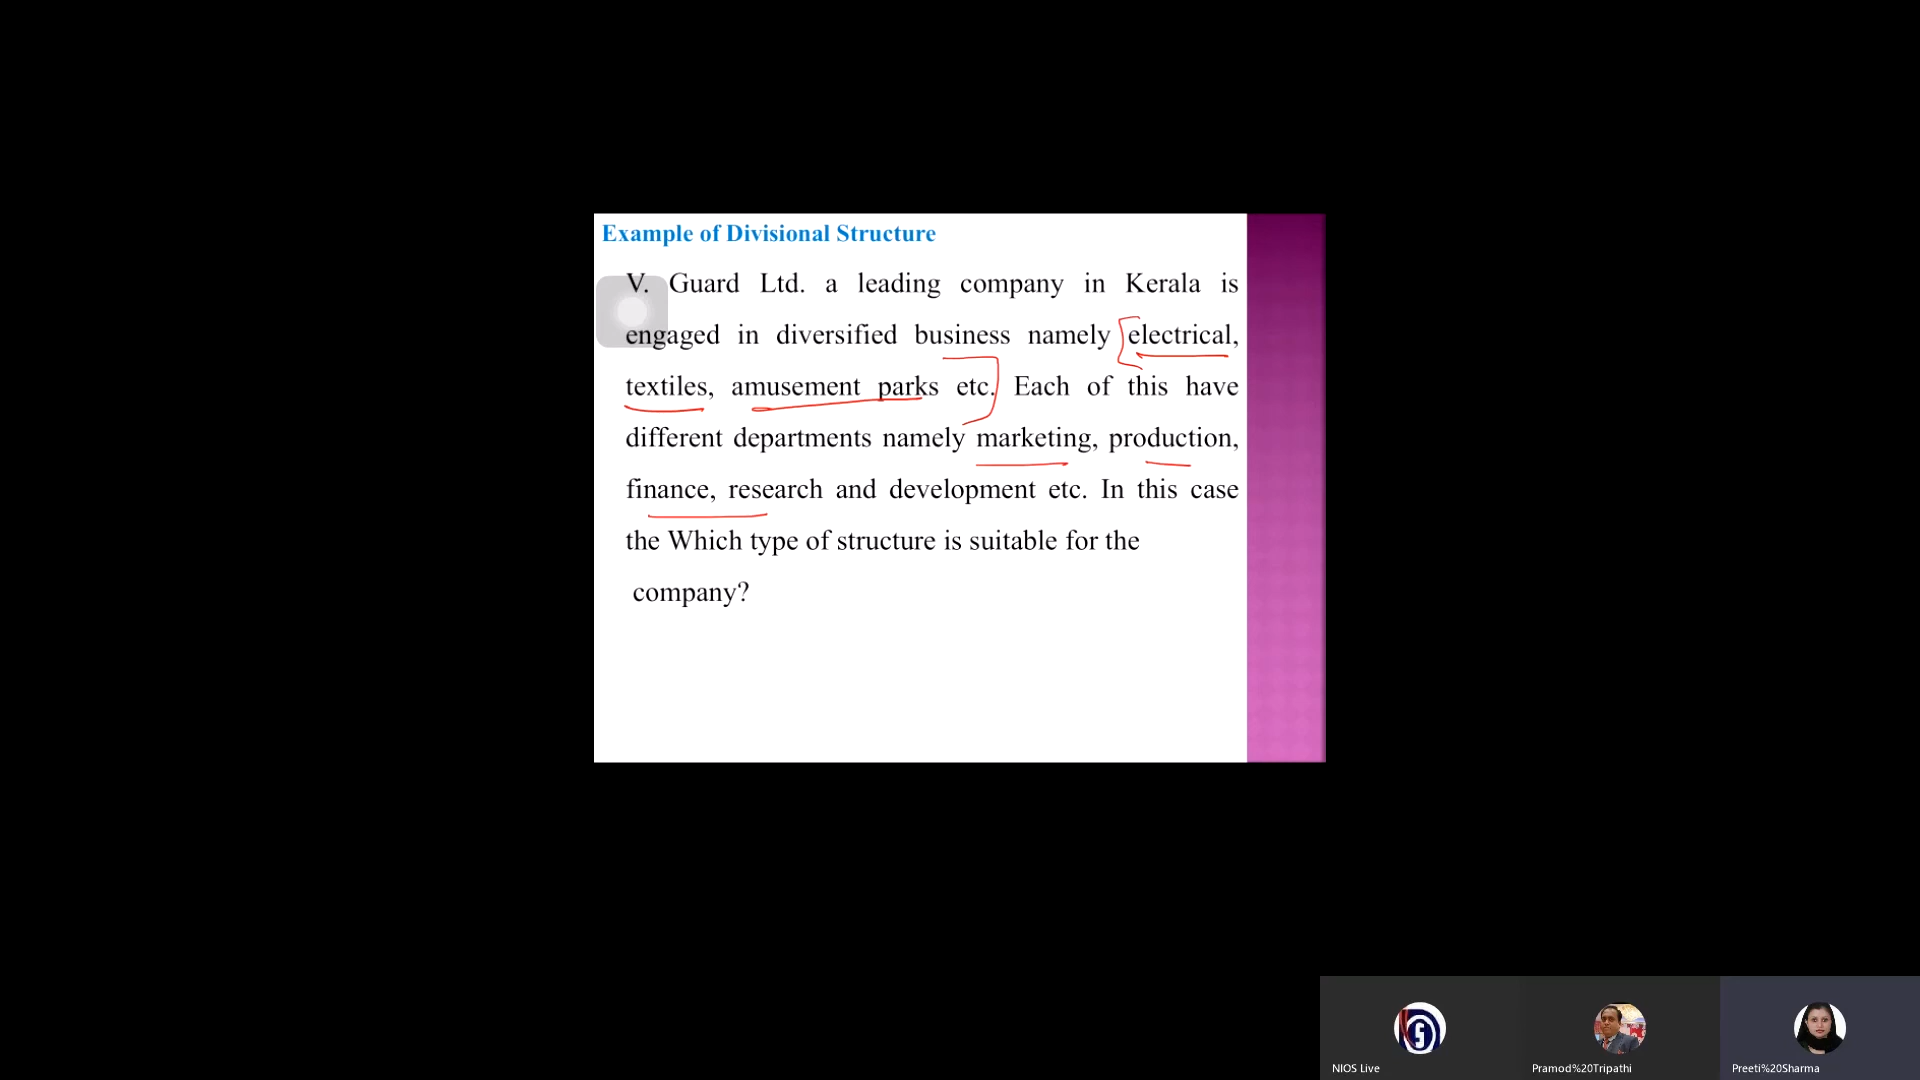 Example of Divisional Structure
V. Guard Ltd. a leading company in Kerala is
engaged in diversified business namely electrical,
textiles, amusement parks etc. Each of this have
different departments namely marketing, production,
finance, research and development etc. In this case
the Which type of structure is suitable for the
company?
NIOS Live
Pramod%20Tripathi
Preeti%20Sharma